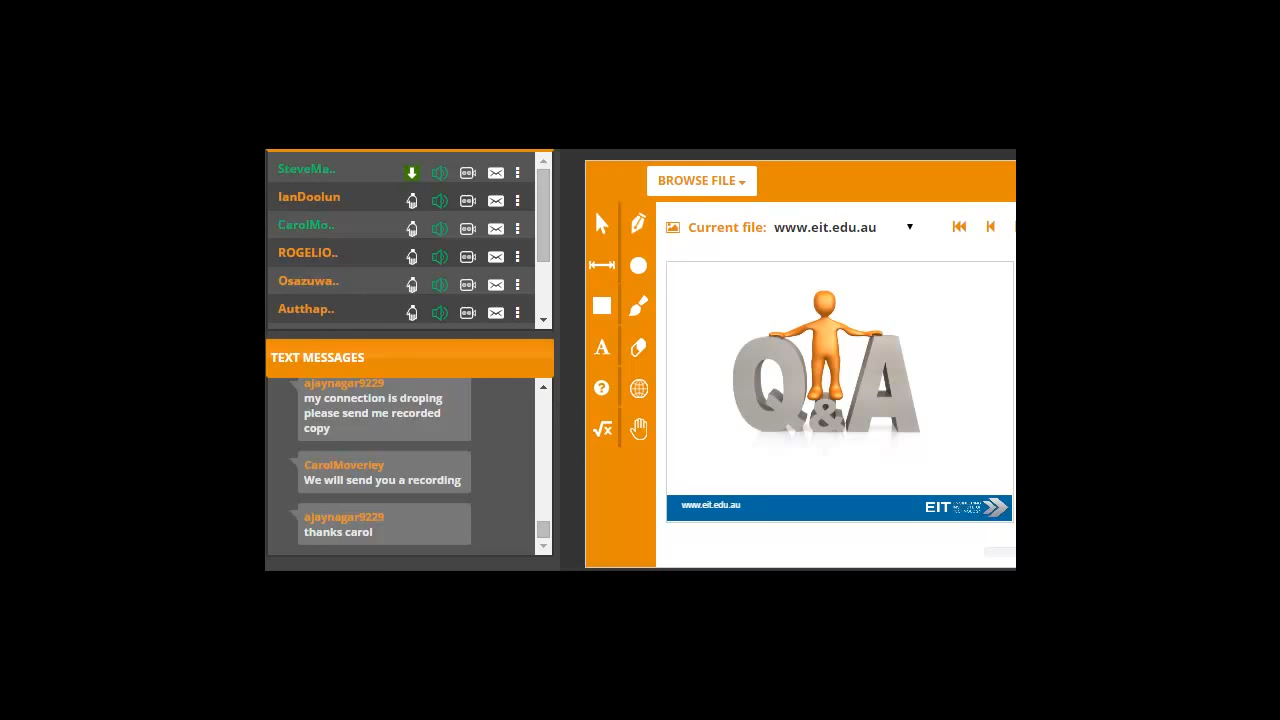 SteveMa..
IanDoolun
CarolMo..
ROGELIO..
Osazuwa..
Autthap..
TEXT MESSAGES
ajaynagar9229
my connection is droping
please send me recorded
copy
CarolMoverley
We will send you a recording
ajaynagar9229
thanks carol
BROWSE FILE
Current file: www.eit.edu.au
A
?
√x
Q&A
www.eit.edu.au
EIT